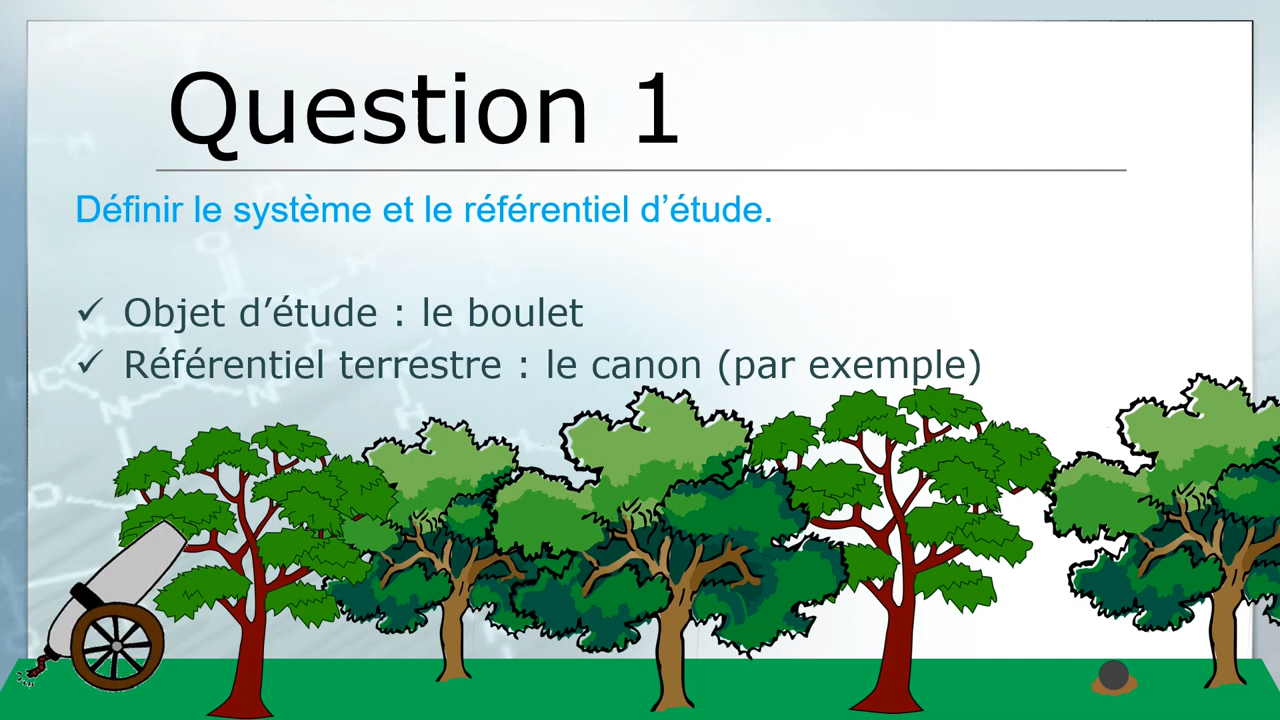 Question 1
Définir le système et le référentiel d’étude.
✓ Objet d’étude : le boulet
✓ Référentiel terrestre : le canon (par exemple)